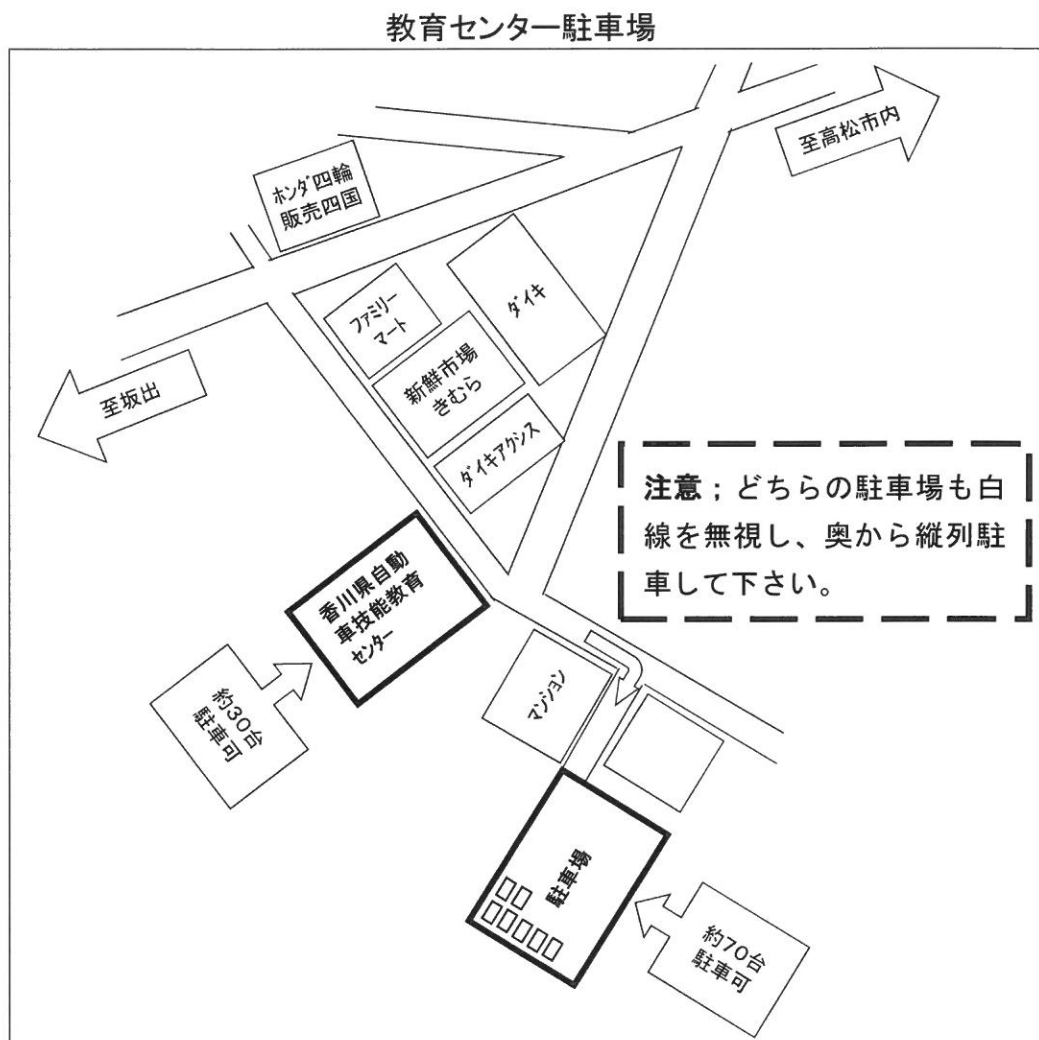 教育センター駐車場
至高松市内
ホンダ四輪
販売四国
ファミリー
マート
ダイキ
新鮮市場
きむら
至坂出
ダイキアクシス
注意；どちらの駐車場も白
線を無視し、奥から縦列駐
車して下さい。
香川県自動
車技能教育
センター
約30台
駐車可
マンション
駐車場
約70台
駐車可